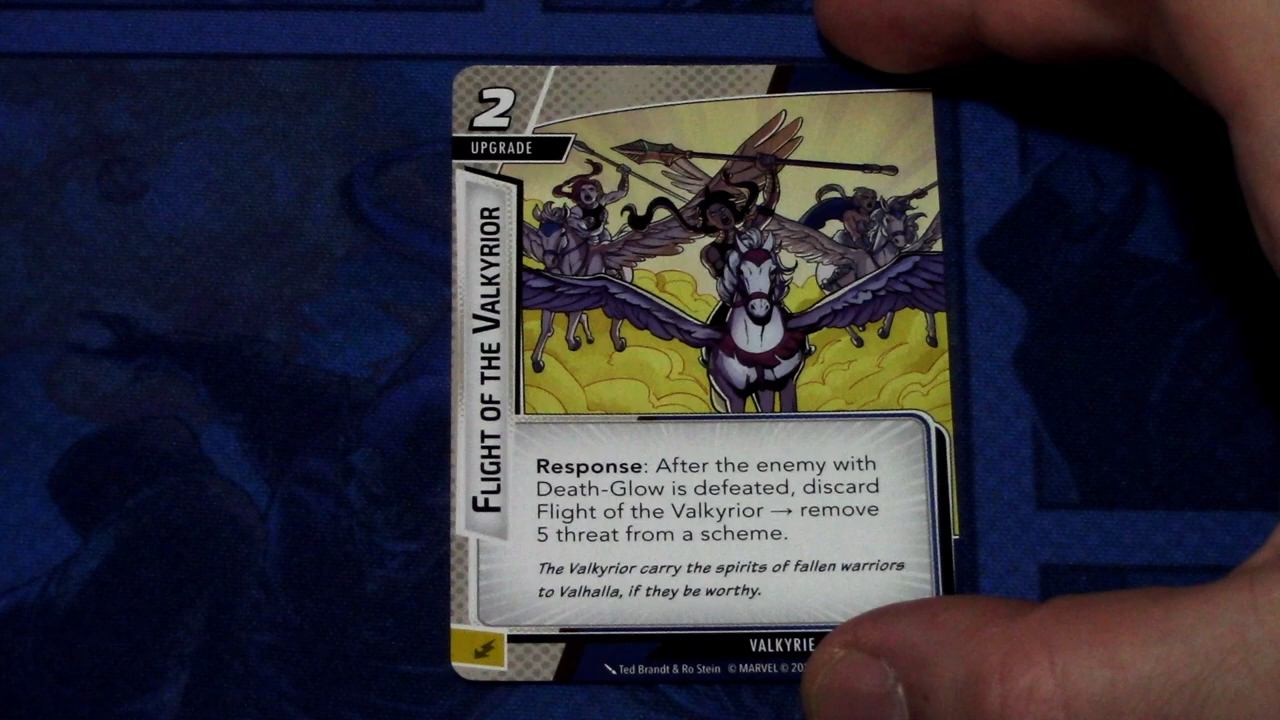 2
UPGRADE
FLIGHT OF THE VALKYRIOR
Response: After the enemy with
Death-Glow is defeated, discard
Flight of the Valkyrior → remove
5 threat from a scheme.
The Valkyrior carry the spirits of fallen warriors
to Valhalla, if they be worthy.
VALKYRIE
Ted Brandt & Ro Stein © MARVEL ©